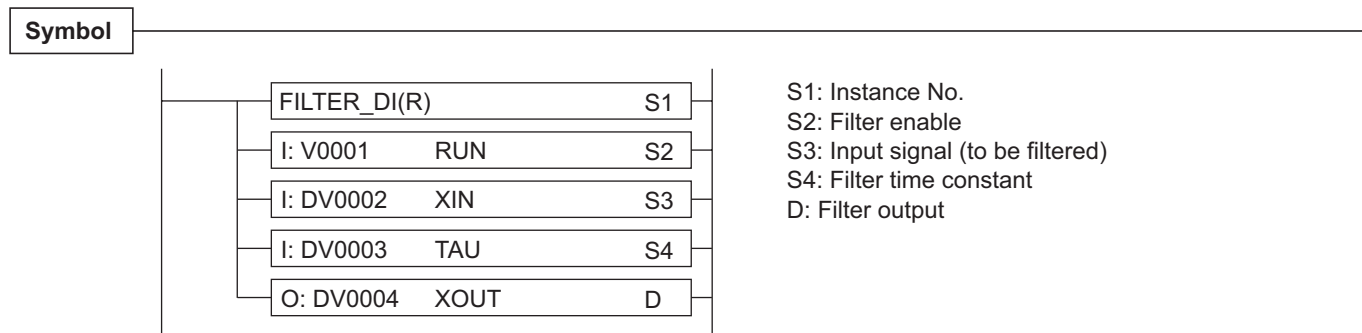 Symbol
FILTER_DI(R) S1
I: V0001 RUN S2
I: DV0002 XIN S3
I: DV0003 TAU S4
O: DV0004 XOUT D
S1: Instance No.
S2: Filter enable
S3: Input signal (to be filtered)
S4: Filter time constant
D: Filter output